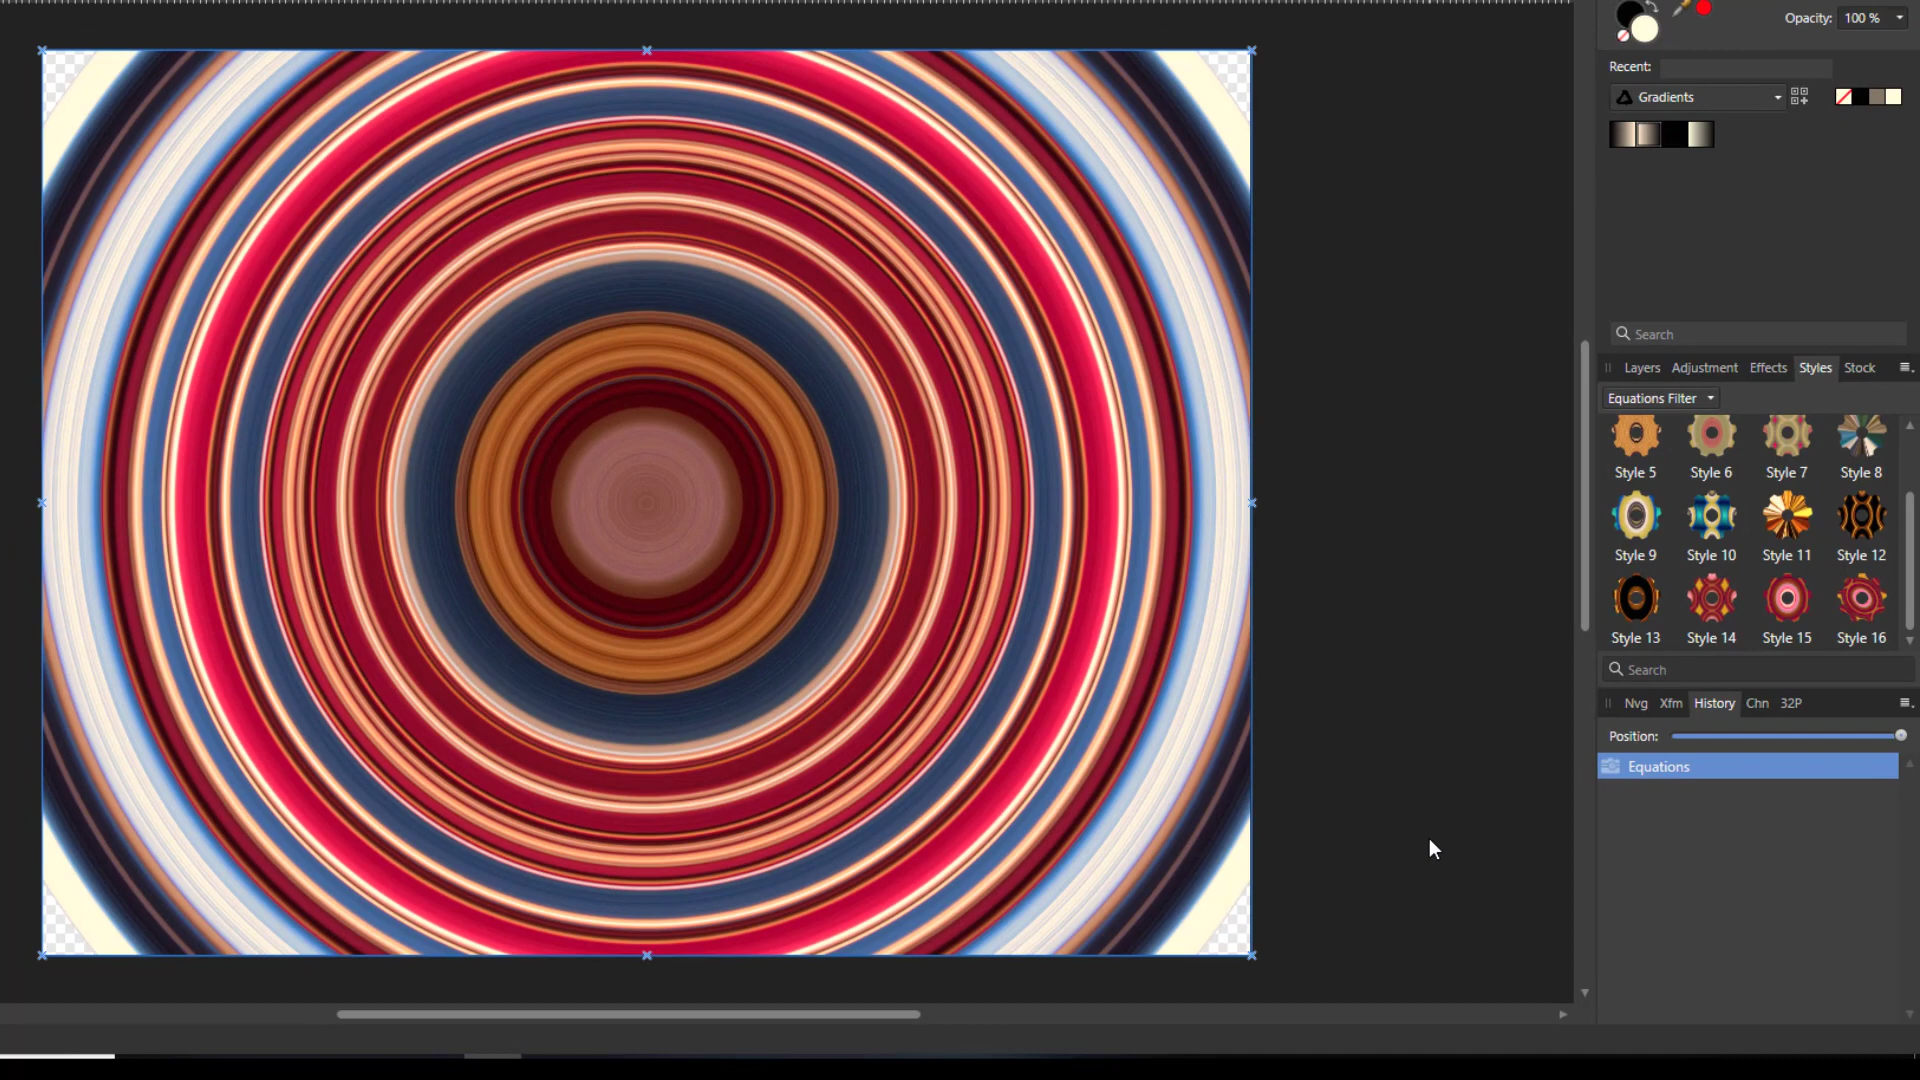 Opacity: 100 %
Recent:
Gradients
Search
Layers Adjustment Effects Styles Stock
Equations Filter
Style 5 Style 6 Style 7 Style 8
Style 9 Style 10 Style 11 Style 12
Style 13 Style 14 Style 15 Style 16
Search
Nvg Xfm History Chn 32P
Position:
Equations